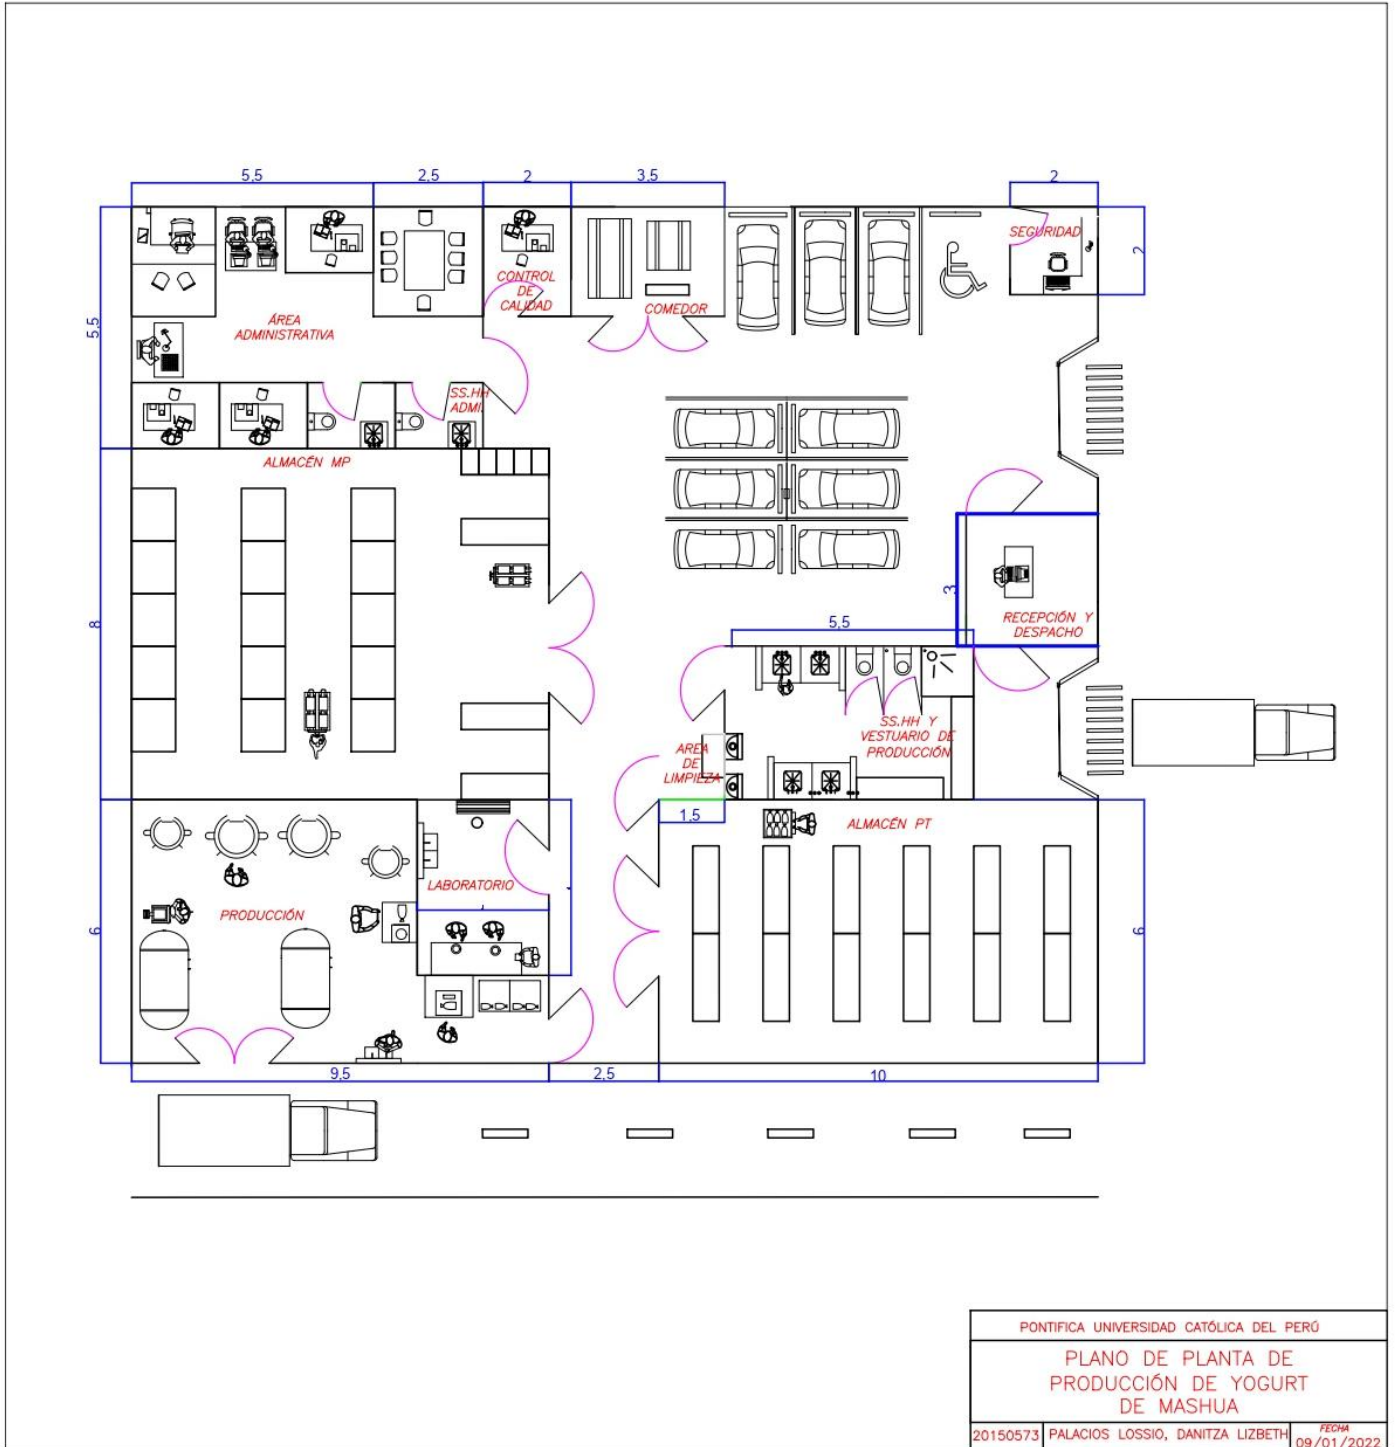 5,5
2,5
2
3,5
2
SEGURIDAD
2
CONTROL
DE
CALIDAD
COMEDOR
ÁREA
ADMINISTRATIVA
5,5
SS.HH
ADMI.
ALMACÉN MP
8
3
RECEPCIÓN Y
DESPACHO
5,5
SS.HH Y
VESTUARIO DE
PRODUCCIÓN
AREA
DE
LIMPIEZA
1,5
ALMACÉN PT
LABORATORIO
PRODUCCIÓN
6
6
9,5
2,5
10
PONTIFICA UNIVERSIDAD CATÓLICA DEL PERÚ
PLANO DE PLANTA DE
PRODUCCIÓN DE YOGURT
DE MASHUA
20150573 PALACIOS LOSSIO, DANITZA LIZBETH FECHA
09/01/2022